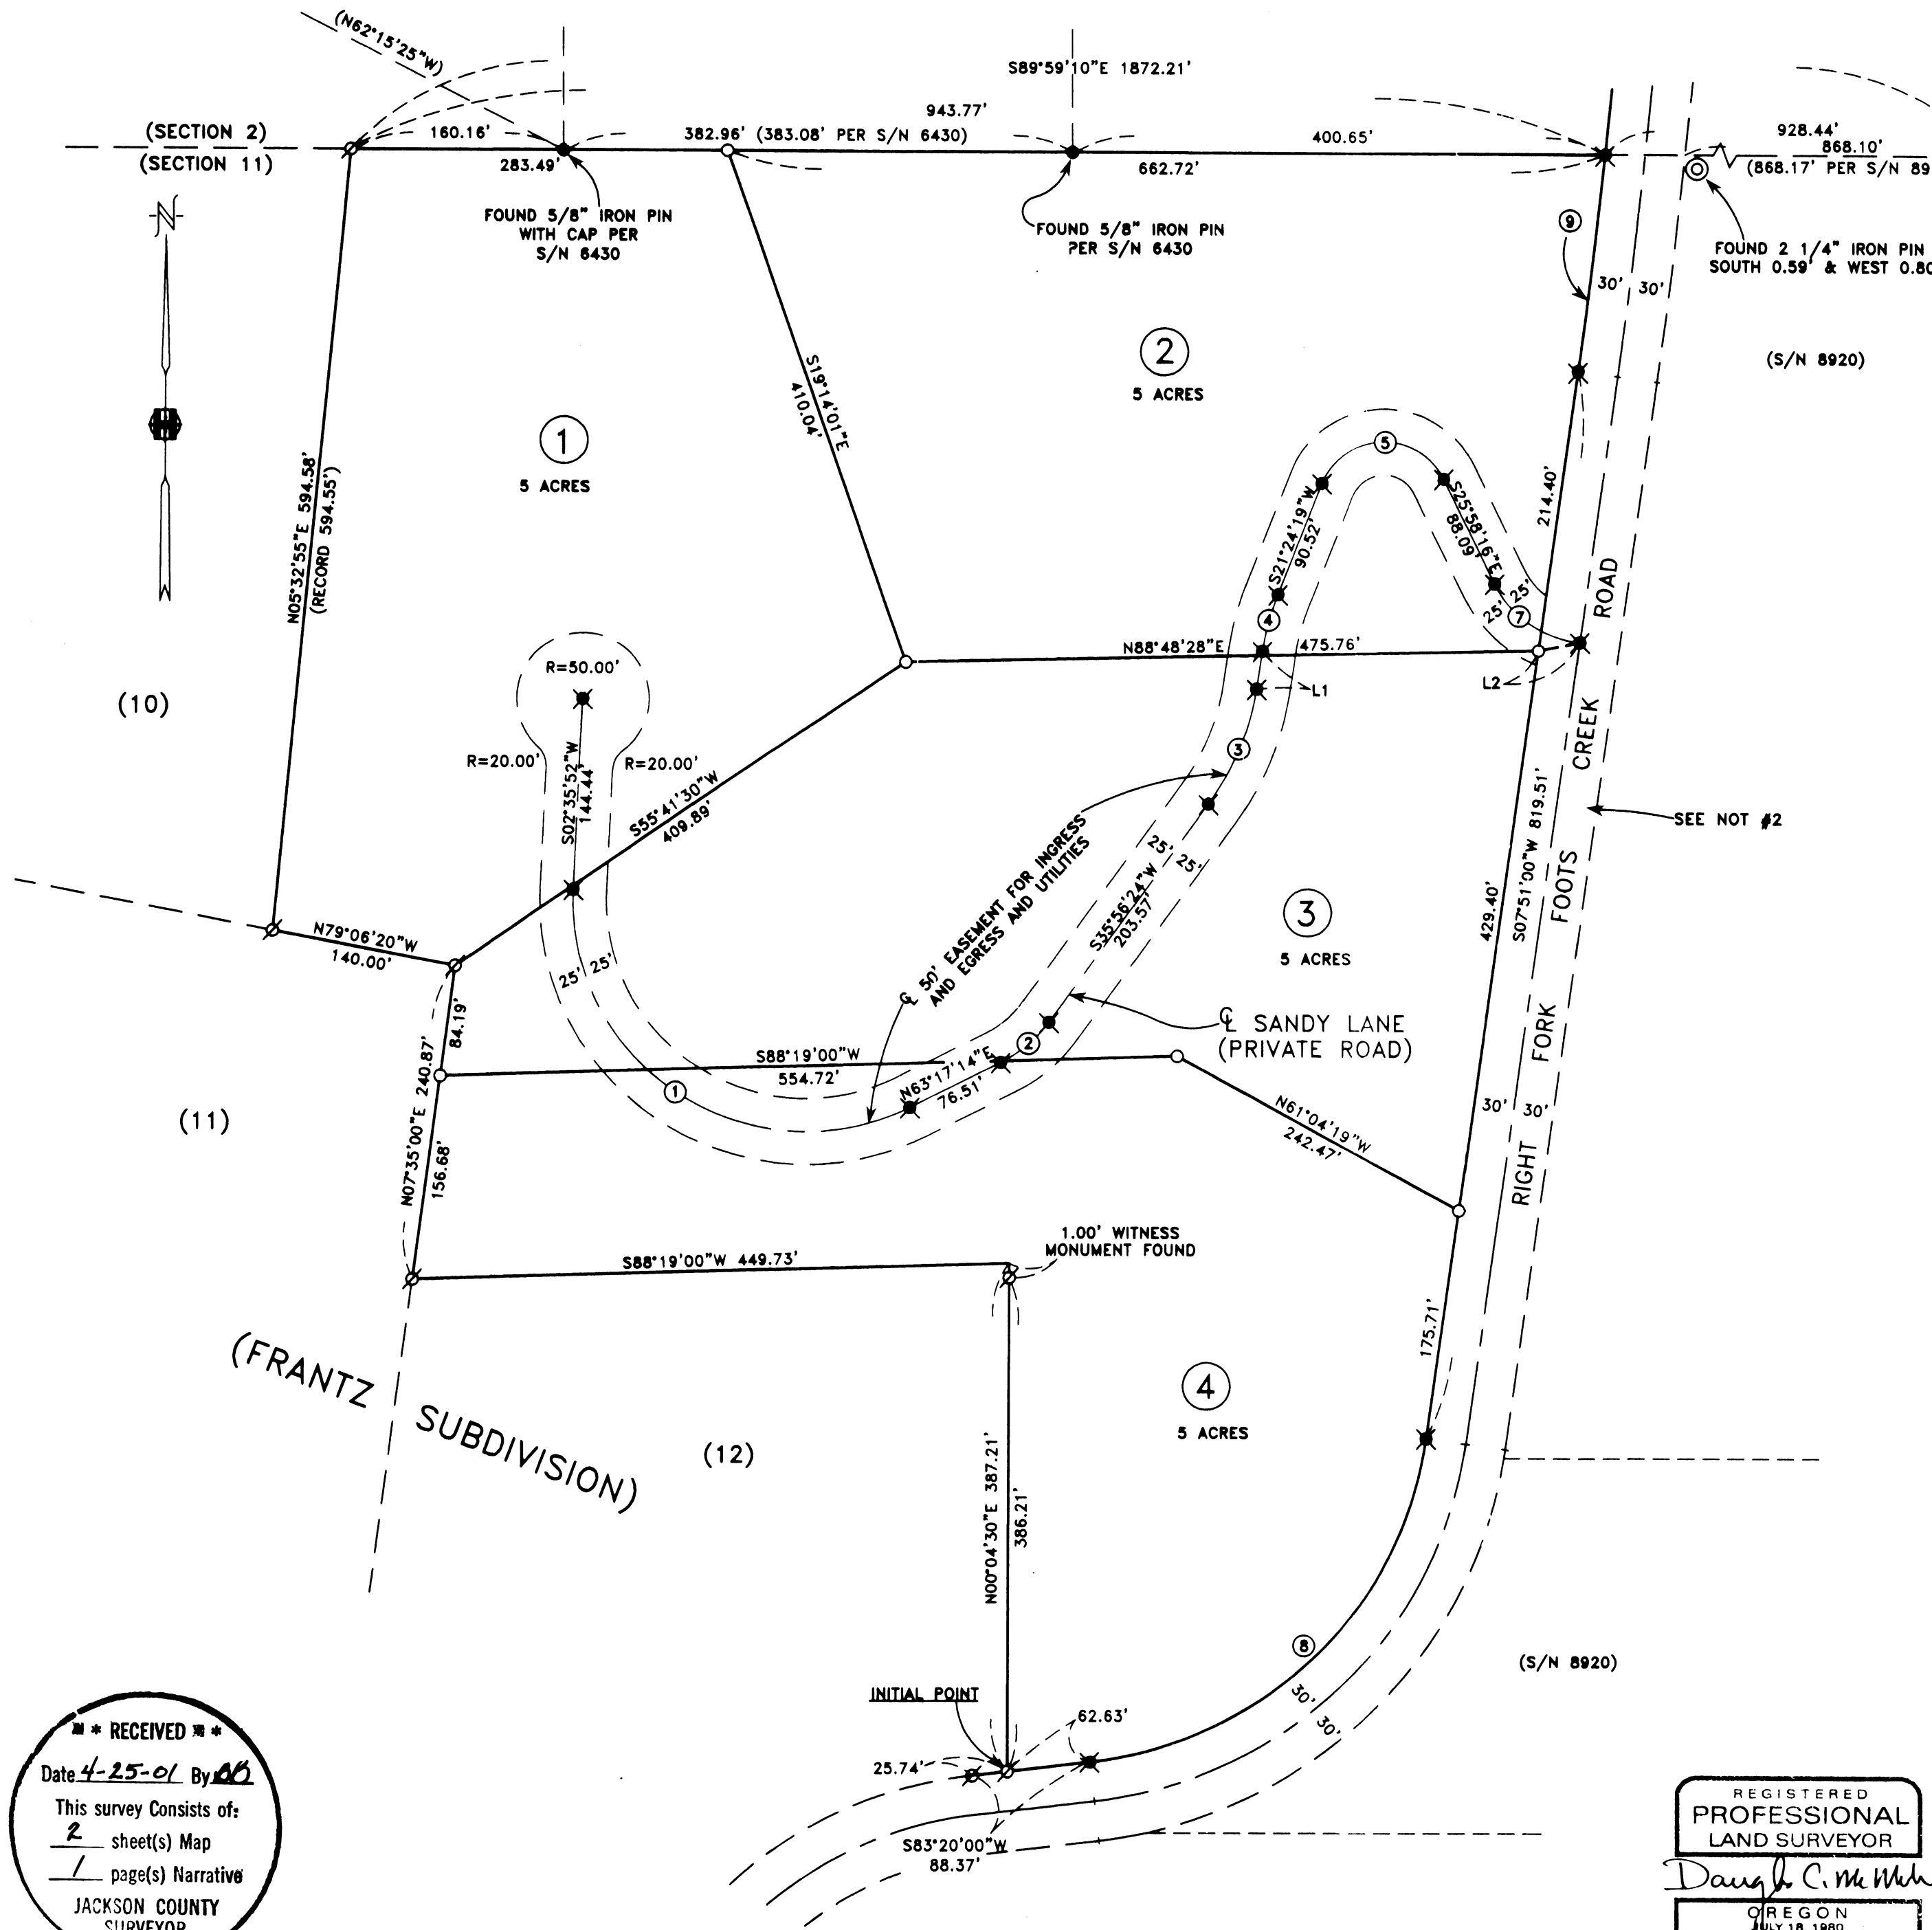 (N62°15'25"W)
S89°59'10"E 1872.21'
943.77'
(SECTION 2)
(SECTION 11)
160.16'
382.96' (383.08' PER S/N 6430)
400.65'
928.44'
868.10'
(868.17' PER S/N 89
283.49'
662.72'
N
FOUND 5/8" IRON PIN
WITH CAP PER
S/N 6430
FOUND 5/8" IRON PIN
PER S/N 6430
9
FOUND 2 1/4" IRON PIN
SOUTH 0.59' & WEST 0.80
30' 30'
(S/N 8920)
S19°14'01"E
410.04'
2
5 ACRES
1
5 ACRES
N05°32'55"E 594.58'
(RECORD 594.55')
5
S21°24'19"W
90.52'
S25°58'16"E
88.09'
214.40'
25' 25'
7
4
N88°48'28"E
475.76'
L1
L2
R=50.00'
(10)
R=20.00'
R=20.00'
S02°35'52"W
144.44'
S55°41'30"W
409.89'
3
℄ 50' EASEMENT FOR INGRESS
AND EGRESS AND UTILITIES
25' 25'
S35°56'24"W
203.57'
SEE NOT #2
429.40'
S07°51'00"W 819.51'
RIGHT FORK FOOTS CREEK ROAD
3
5 ACRES
N79°06'20"W
140.00'
25' 25'
84.19'
N07°35'00"E 240.87'
156.68'
℄ SANDY LANE
(PRIVATE ROAD)
2
S88°19'00"W
554.72'
N63°17'14"E
76.51'
1
(11)
30' 30'
N61°04'19"W
242.47'
1.00' WITNESS
MONUMENT FOUND
S88°19'00"W 449.73'
175.71'
(FRANTZ SUBDIVISION)
(12)
4
5 ACRES
N00°04'30"E 387.21'
386.21'
8
(S/N 8920)
30'
30'
INITIAL POINT
62.63'
25.74'
S83°20'00"W
88.37'
* RECEIVED *
Date 4-25-01 By
This survey Consists of:
2 sheet(s) Map
1 page(s) Narrative
JACKSON COUNTY
SURVEYOR
REGISTERED
PROFESSIONAL
LAND SURVEYOR
OREGON
JULY 18, 1980